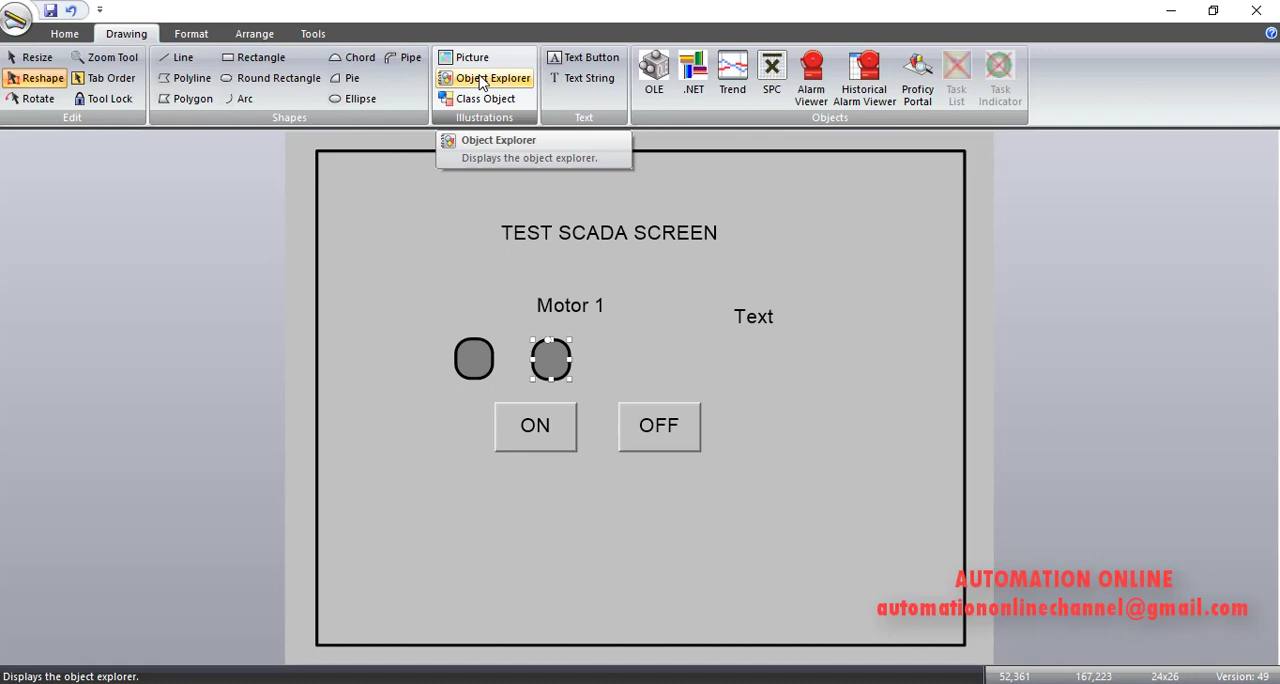 Home Drawing Format Arrange Tools
Resize Zoom Tool Line Rectangle Chord Pipe Picture Text Button
Reshape Tab Order Polyline Round Rectangle Pie Object Explorer Text String
Rotate Tool Lock Polygon Arc Ellipse Class Object
OLE .NET Trend SPC Alarm Viewer Historical Alarm Viewer Proficy Portal Task List Task Indicator
Edit Shapes Illustrations Text Objects
Object Explorer
Displays the object explorer.
TEST SCADA SCREEN
Motor 1
Text
ON OFF
AUTOMATION ONLINE
automationonlinechannel@gmail.com
Displays the object explorer. 52,361 167,223 24x26 Version: 49